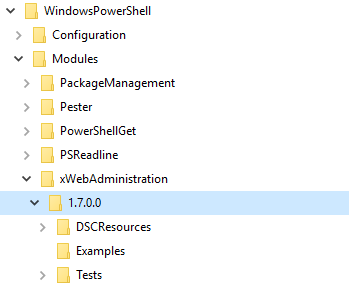 WindowsPowerShell
Configuration
Modules
PackageManagement
Pester
PowerShellGet
PSReadline
xWebAdministration
1.7.0.0
DSCResources
Examples
Tests